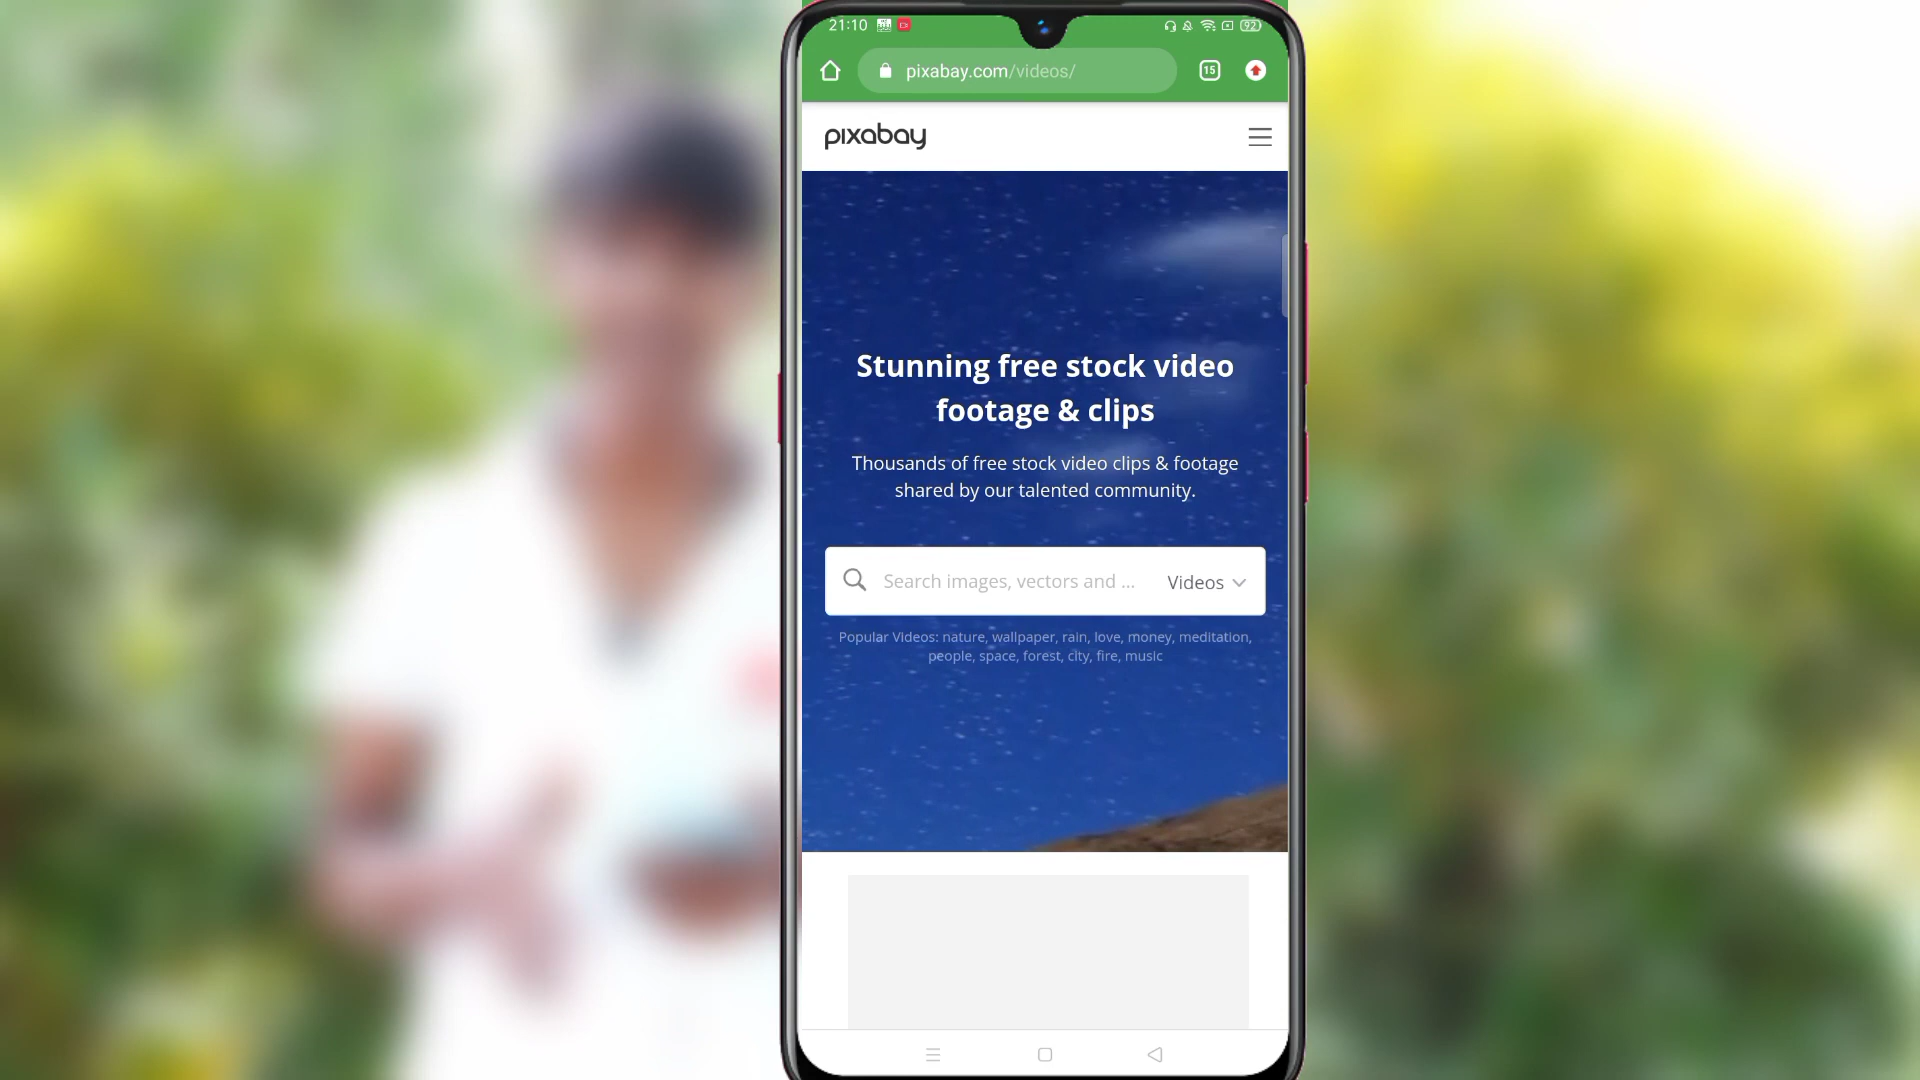 21:10
92
pixabay.com/videos/
15
pixabay
Stunning free stock video
footage & clips
Thousands of free stock video clips & footage
shared by our talented community.
Search images, vectors and ...
Videos
Popular Videos: nature, wallpaper, rain, love, money, meditation,
people, space, forest, city, fire, music